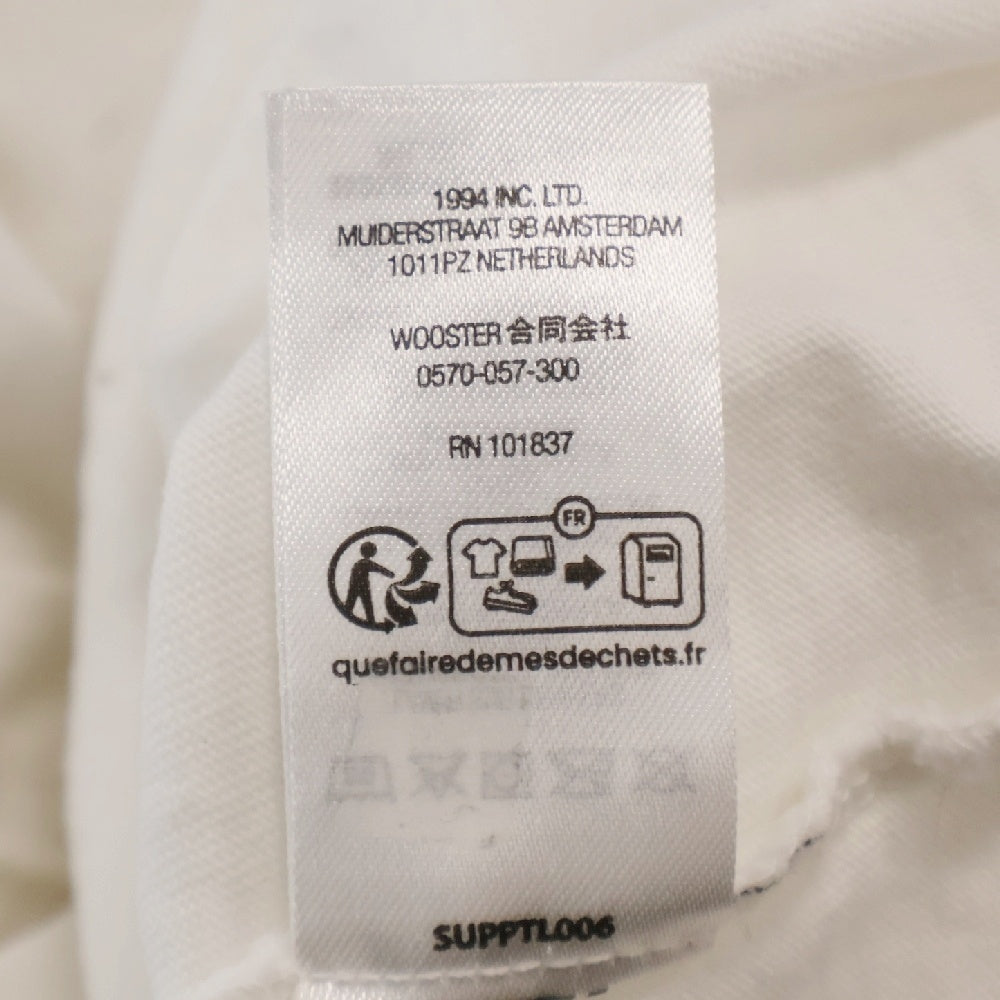 1994 INC. LTD.
MUIDERSTRAAT 9B AMSTERDAM
1011PZ NETHERLANDS
WOOSTER 合同会社
0570-057-300
RN 101837
FR
quefairedemesdechets.fr
SUPPTL006